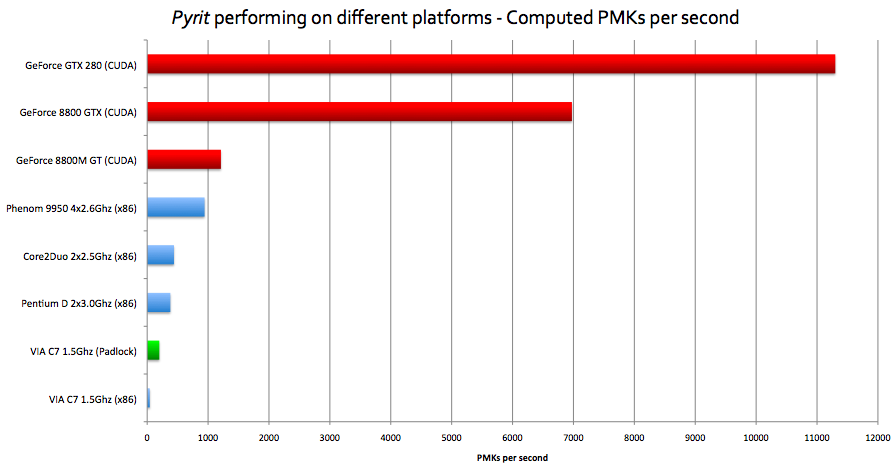 Pyrit performing on different platforms - Computed PMKs per second
GeForce GTX 280 (CUDA)
GeForce 8800 GTX (CUDA)
GeForce 8800M GT (CUDA)
Phenom 9950 4x2.6Ghz (x86)
Core2Duo 2x2.5Ghz (x86)
Pentium D 2x3.0Ghz (x86)
VIA C7 1.5Ghz (Padlock)
VIA C7 1.5Ghz (x86)
0 1000 2000 3000 4000 5000 6000 7000 8000 9000 10000 11000 12000
PMKs per second